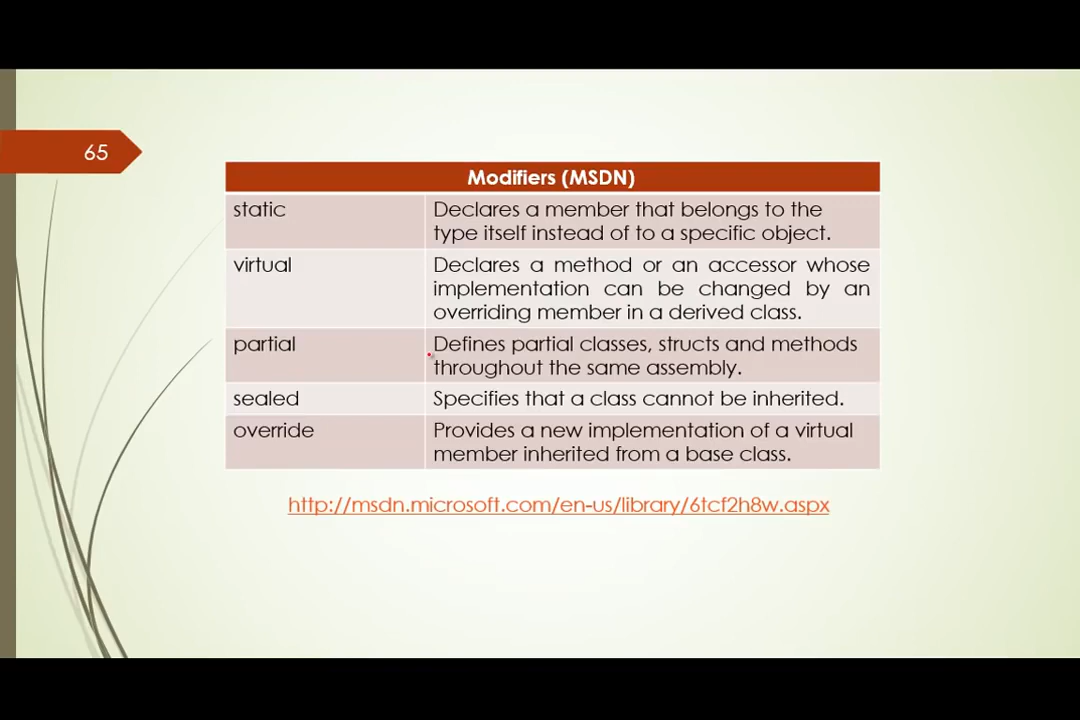 65
Modifiers (MSDN)
static
Declares a member that belongs to the
type itself instead of to a specific object.
virtual
Declares a method or an accessor whose
implementation can be changed by an
overriding member in a derived class.
partial
Defines partial classes, structs and methods
throughout the same assembly.
sealed
Specifies that a class cannot be inherited.
override
Provides a new implementation of a virtual
member inherited from a base class.
http://msdn.microsoft.com/en-us/library/6tcf2h8w.aspx